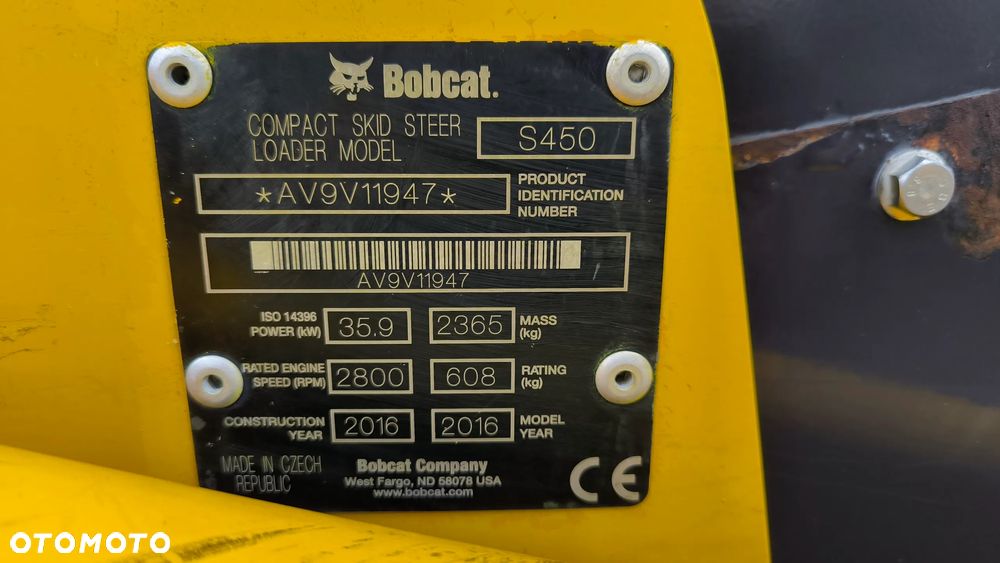 Bobcat.
COMPACT SKID STEER
LOADER MODEL
S450
*AV9V11947*
PRODUCT
IDENTIFICATION
NUMBER
AV9V11947
ISO 14396
POWER (kW)
35.9
2365
MASS
(kg)
RATED ENGINE
SPEED (RPM)
2800
608
RATING
(kg)
CONSTRUCTION
YEAR
2016
2016
MODEL
YEAR
MADE IN CZECH
REPUBLIC
Bobcat Company
West Fargo, ND 58078 USA
www.bobcat.com
CE
OTOMOTO